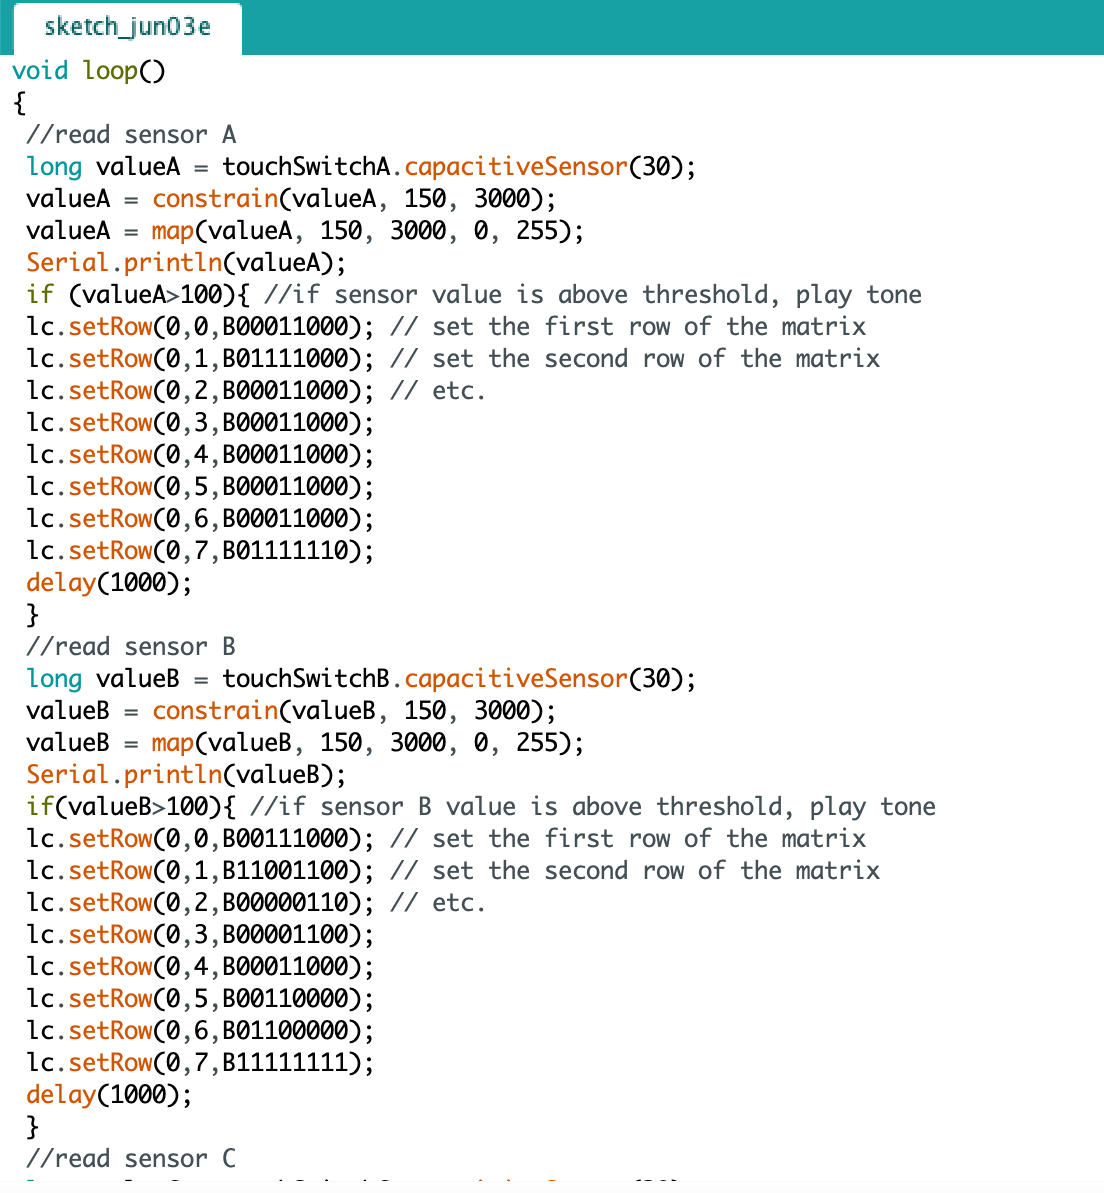 sketch_jun03e
void loop()
{
//read sensor A
long valueA = touchSwitchA.capacitiveSensor(30);
valueA = constrain(valueA, 150, 3000);
valueA = map(valueA, 150, 3000, 0, 255);
Serial.println(valueA);
if (valueA>100){ //if sensor value is above threshold, play tone
lc.setRow(0,0,B00011000); // set the first row of the matrix
lc.setRow(0,1,B01111000); // set the second row of the matrix
lc.setRow(0,2,B00011000); // etc.
lc.setRow(0,3,B00011000);
lc.setRow(0,4,B00011000);
lc.setRow(0,5,B00011000);
lc.setRow(0,6,B00011000);
lc.setRow(0,7,B01111110);
delay(1000);
}
//read sensor B
long valueB = touchSwitchB.capacitiveSensor(30);
valueB = constrain(valueB, 150, 3000);
valueB = map(valueB, 150, 3000, 0, 255);
Serial.println(valueB);
if(valueB>100){ //if sensor B value is above threshold, play tone
lc.setRow(0,0,B00111000); // set the first row of the matrix
lc.setRow(0,1,B11001100); // set the second row of the matrix
lc.setRow(0,2,B00000110); // etc.
lc.setRow(0,3,B00001100);
lc.setRow(0,4,B00011000);
lc.setRow(0,5,B00110000);
lc.setRow(0,6,B01100000);
lc.setRow(0,7,B11111111);
delay(1000);
}
//read sensor C